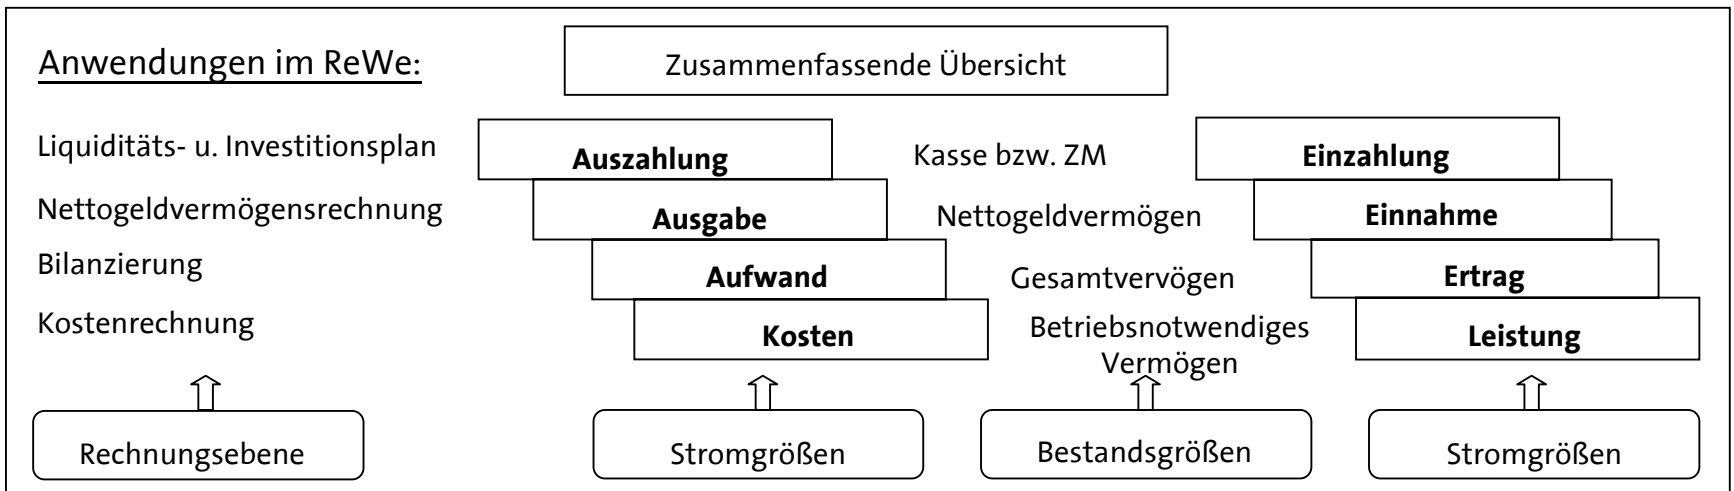 Anwendungen im ReWe:
Zusammenfassende Übersicht
Liquiditäts- u. Investitionsplan
Auszahlung
Kasse bzw. ZM
Einzahlung
Nettogeldvermögensrechnung
Ausgabe
Nettogeldvermögen
Einnahme
Bilanzierung
Aufwand
Gesamtvervögen
Ertrag
Kostenrechnung
Kosten
Betriebsnotwendiges
Vermögen
Leistung
Rechnungsebene
Stromgrößen
Bestandsgrößen
Stromgrößen